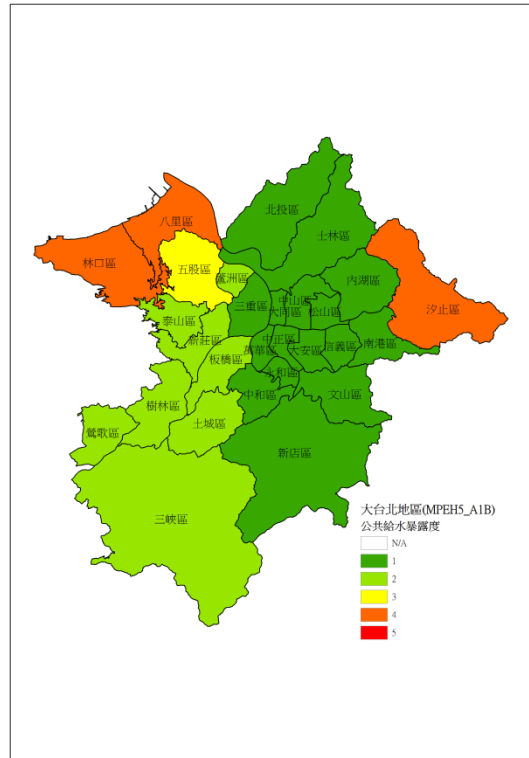 北投區
八里區
士林區
林口區
五股區
內湖區
蘆洲區
汐止區
三重區
中山區
大同區
松山區
泰山區
新莊區
中正區
萬華區
大安區
信義區
南港區
板橋區
永和區
中和區
文山區
樹林區
土城區
鶯歌區
新店區
三峽區
大台北地區(MPEH5_A1B)
公共給水暴露度
N/A
1
2
3
4
5